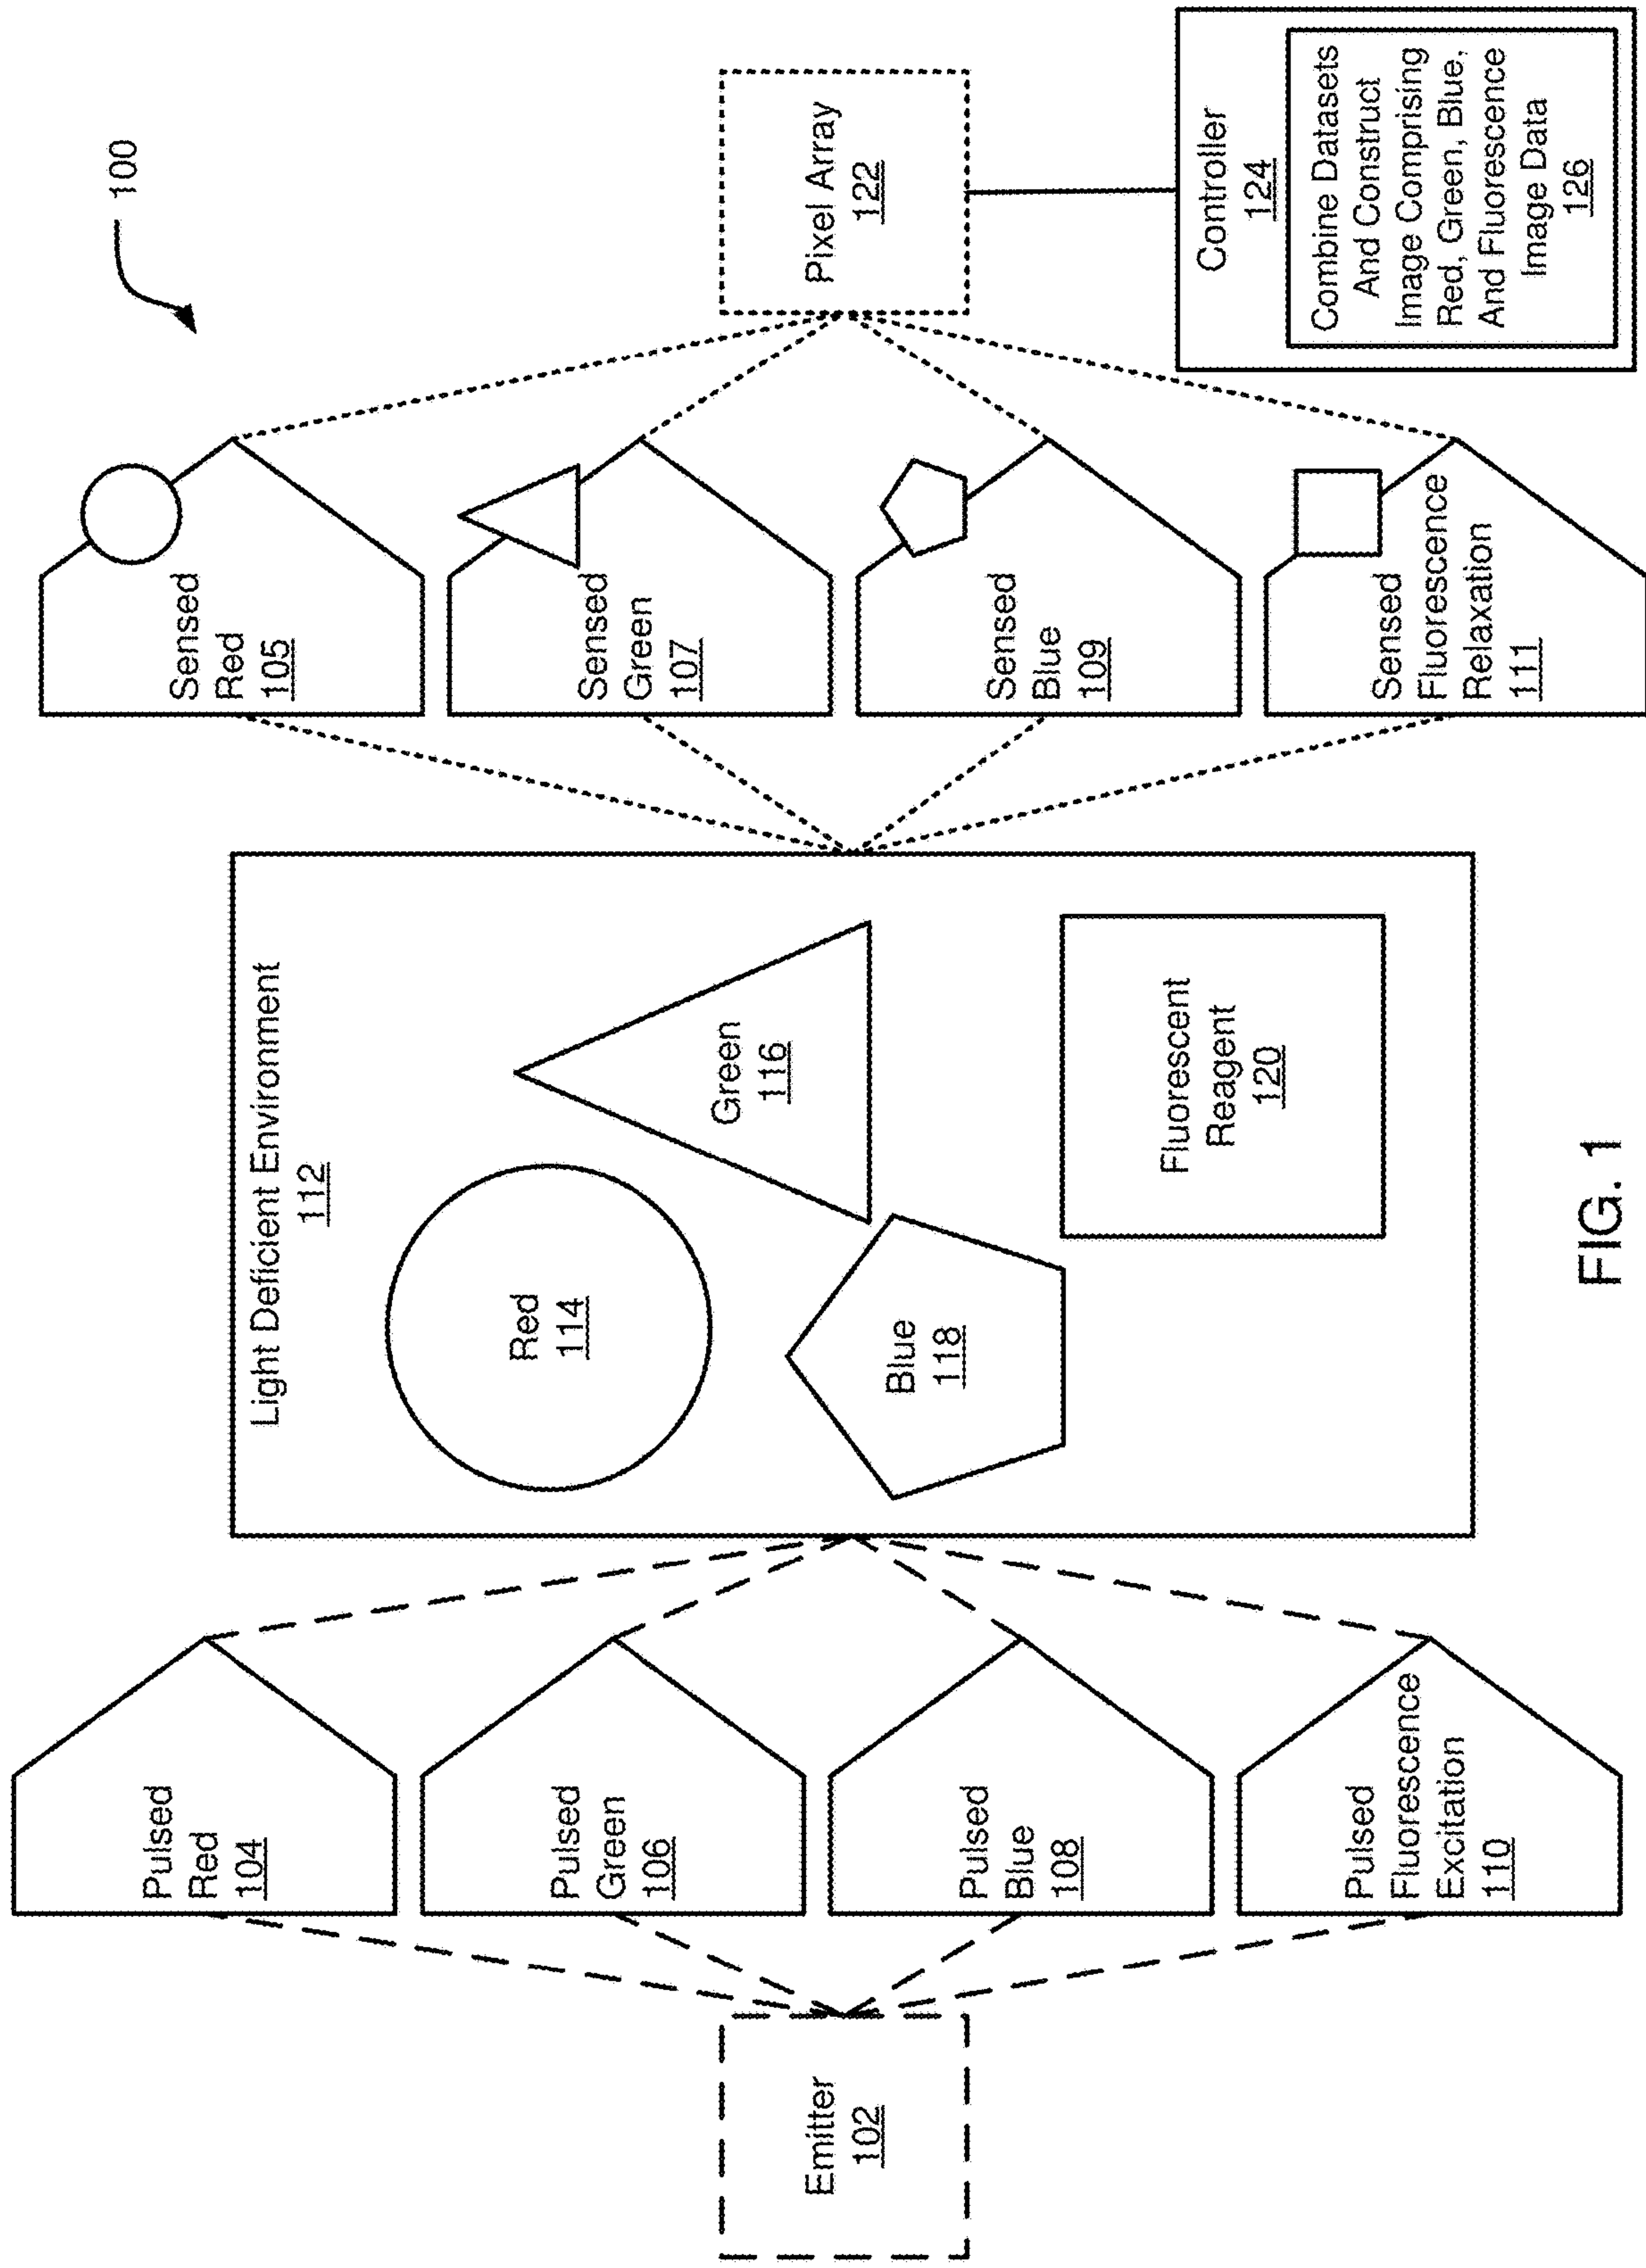 100
Emitter
102
Pulsed
Red
104
Pulsed
Green
106
Pulsed
Blue
108
Pulsed
Fluorescence
Excitation
110
Light Deficient Environment
112
Red
114
Green
116
Blue
118
Fluorescent
Reagent
120
Sensed
Red
105
Sensed
Green
107
Sensed
Blue
109
Sensed
Fluorescence
Relaxation
111
Pixel Array
122
Controller
124
Combine Datasets
And Construct
Image Comprising
Red, Green, Blue,
And Fluorescence
Image Data
126
FIG. 1